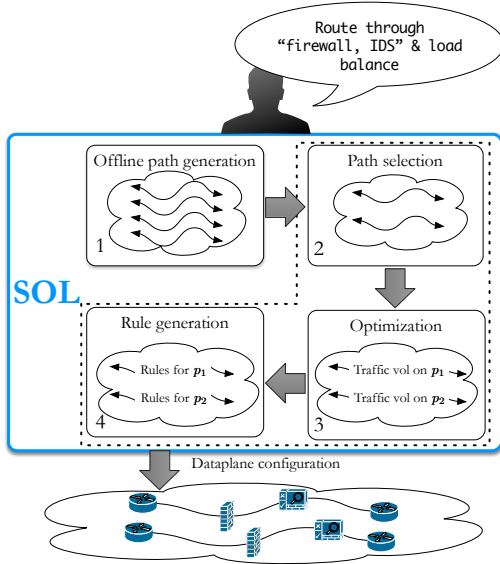 Route through
“firewall, IDS” & load
balance
Offline path generation
1
Path selection
2
SOL
Rule generation
Rules for p1
Rules for p2
4
Optimization
Traffic vol on p1
Traffic vol on p2
3
Dataplane configuration